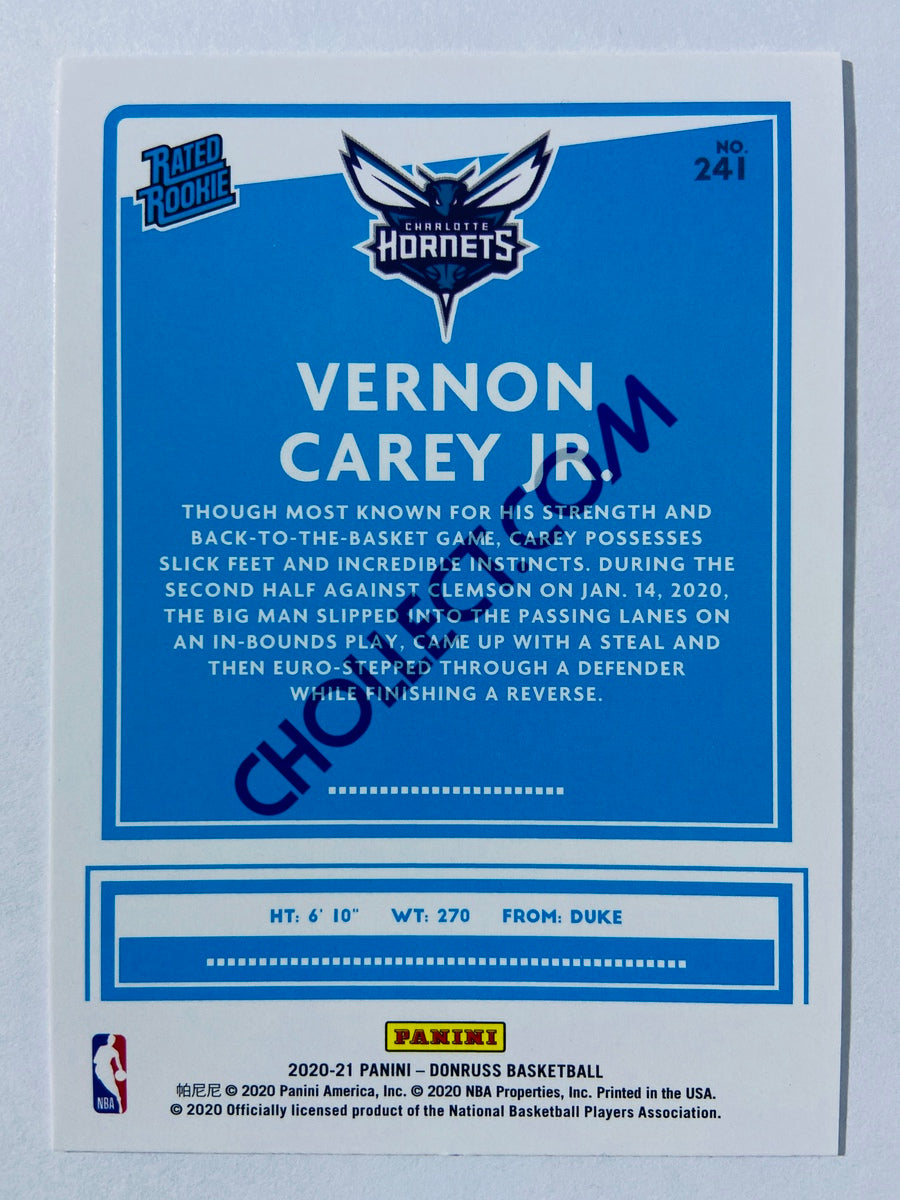 RATED
ROOKIE
NO.
241
CHARLOTTE
HORNETS
VERNON
CAREY JR.
THOUGH MOST KNOWN FOR HIS STRENGTH AND
BACK-TO-THE-BASKET GAME, CAREY POSSESSES
SLICK FEET AND INCREDIBLE INSTINCTS. DURING THE
SECOND HALF AGAINST CLEMSON ON JAN. 14, 2020,
THE BIG MAN SLIPPED INTO THE PASSING LANES ON
AN IN-BOUNDS PLAY, CAME UP WITH A STEAL AND
THEN EURO-STEPPED THROUGH A DEFENDER
WHILE FINISHING A REVERSE.
CHOLLECT.COM
HT: 6' 10" WT: 270 FROM: DUKE
PANINI
NBA
2020-21 PANINI – DONRUSS BASKETBALL
帕尼尼 © 2020 Panini America, Inc. © 2020 NBA Properties, Inc. Printed in the USA.
© 2020 Officially licensed product of the National Basketball Players Association.